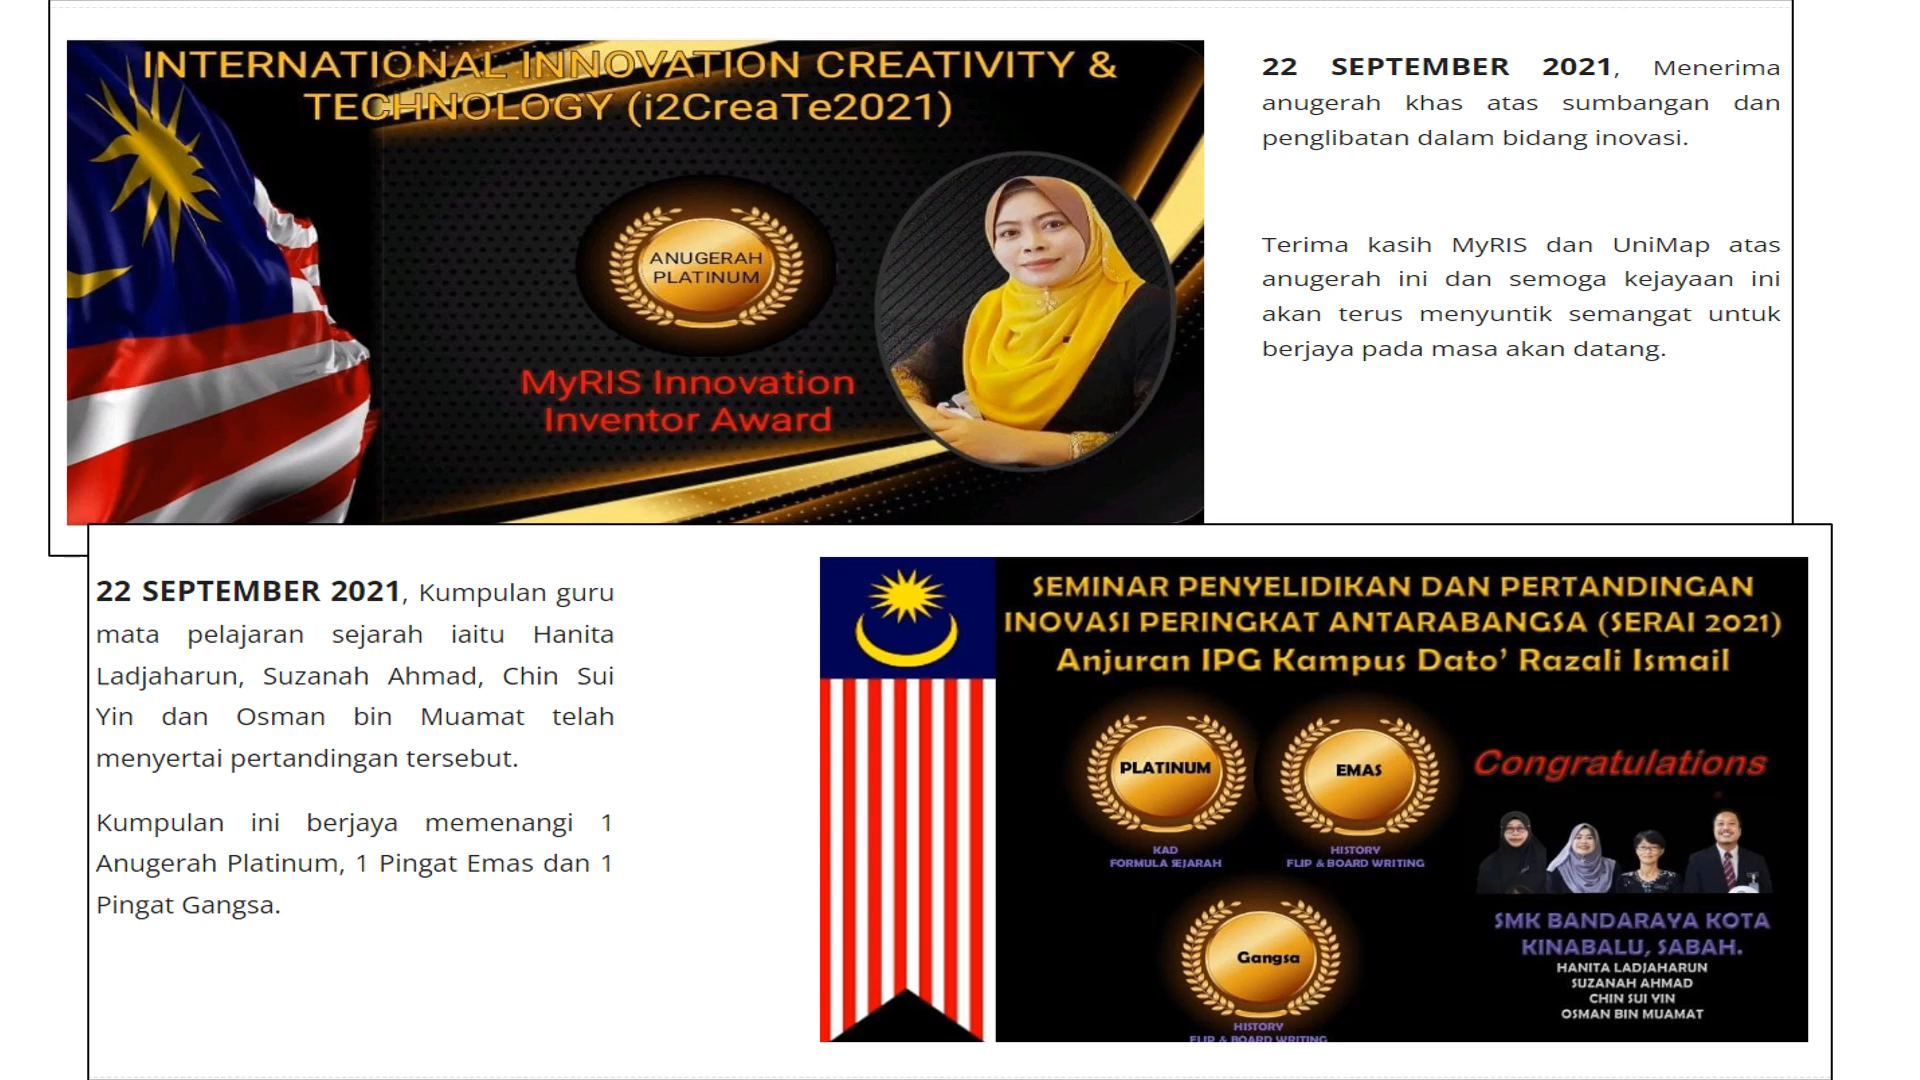 INTERNATIONAL INNOVATION CREATIVITY &
TECHNOLOGY (i2CreaTe2021)
ANUGERAH
PLATINUM
MyRIS Innovation
Inventor Award
22 SEPTEMBER 2021, Menerima
anugerah khas atas sumbangan dan
penglibatan dalam bidang inovasi.
Terima kasih MyRIS dan UniMap atas
anugerah ini dan semoga kejayaan ini
akan terus menyuntik semangat untuk
berjaya pada masa akan datang.
22 SEPTEMBER 2021, Kumpulan guru
mata pelajaran sejarah iaitu Hanita
Ladjaharun, Suzanah Ahmad, Chin Sui
Yin dan Osman bin Muamat telah
menyertai pertandingan tersebut.
Kumpulan ini berjaya memenangi 1
Anugerah Platinum, 1 Pingat Emas dan 1
Pingat Gangsa.
SEMINAR PENYELIDIKAN DAN PERTANDINGAN
INOVASI PERINGKAT ANTARABANGSA (SERAI 2021)
Anjuran IPG Kampus Dato’ Razali Ismail
PLATINUM
KAD
FORMULA SEJARAH
EMAS
HISTORY
FLIP & BOARD WRITING
Gangsa
HISTORY
FLIP & BOARD WRITING
Congratulations
SMK BANDARAYA KOTA
KINABALU, SABAH.
HANITA LADJAHARUN
SUZANAH AHMAD
CHIN SUI YIN
OSMAN BIN MUAMAT